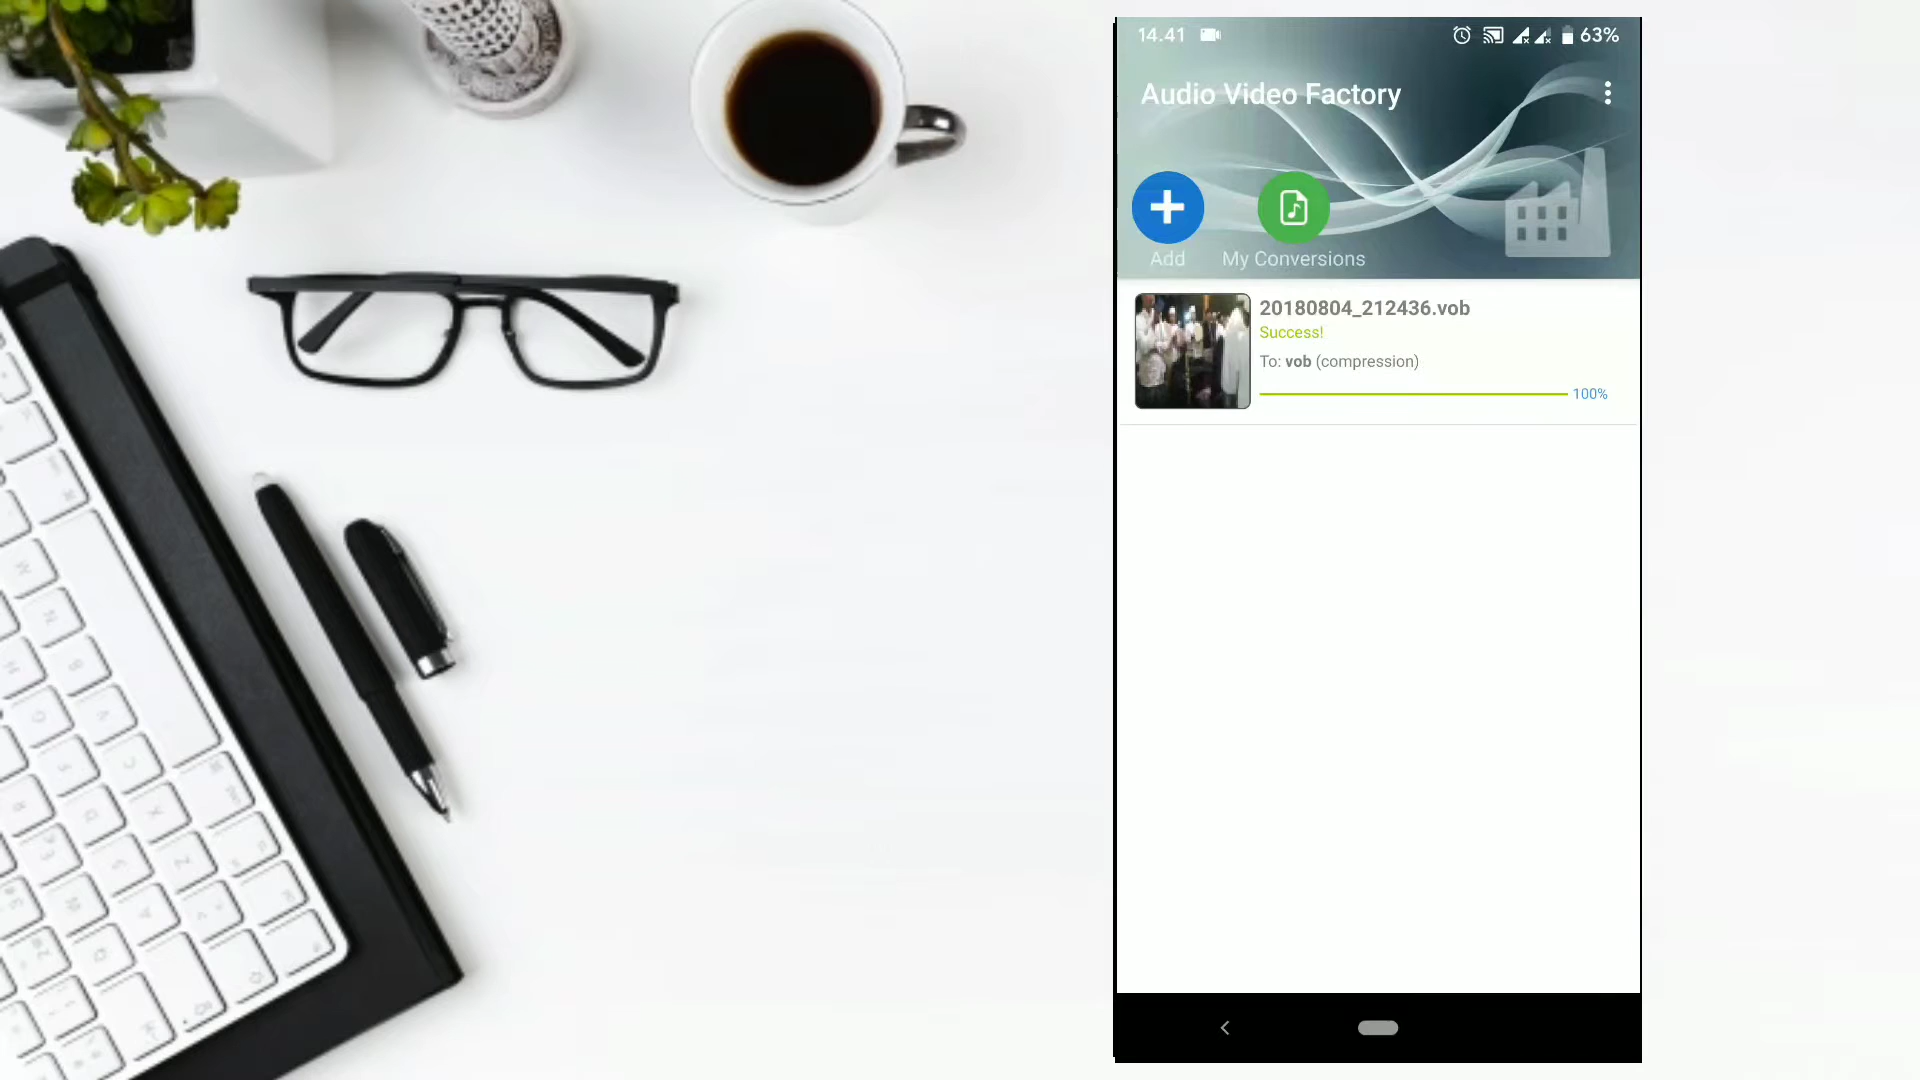 14.41 63%
Audio Video Factory
Add My Conversions
20180804_212436.vob
Success!
To: vob (compression)
100%